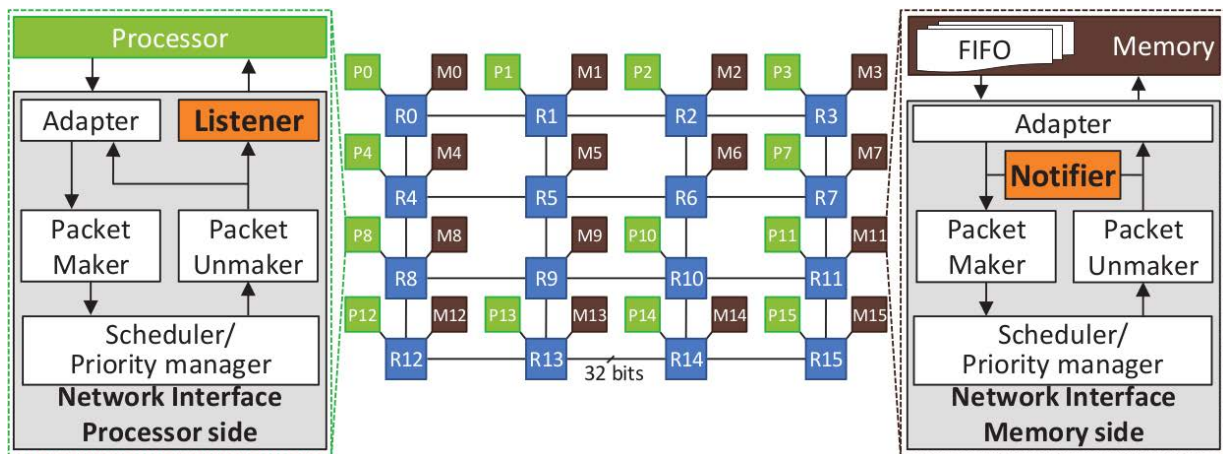 Processor
Adapter
Listener
Packet
Maker
Packet
Unmaker
Scheduler/
Priority manager
Network Interface
Processor side
P0 M0 P1 M1 P2 M2 P3 M3
R0 R1 R2 R3
P4 M4 M5 M6 P7 M7
R4 R5 R6 R7
P8 M8 M9 P10 P11 M11
R8 R9 R10 R11
P12 M12 P13 M13 P14 M14 P15 M15
R12 R13 R14 R15
32 bits
FIFO
Memory
Adapter
Notifier
Packet
Maker
Packet
Unmaker
Scheduler/
Priority manager
Network Interface
Memory side